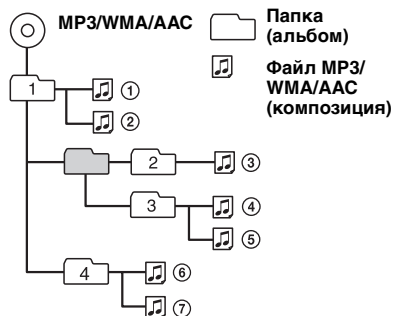 MP3/WMA/AAC
Папка
(альбом)
Файл MP3/
WMA/AAC
(композиция)
1
①
②
2
③
3
④
⑤
4
⑥
⑦